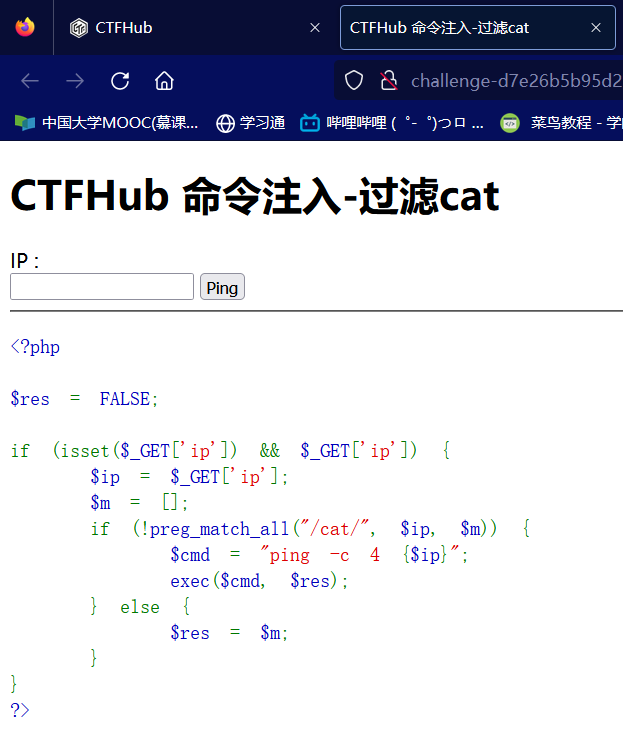 CTFHub
CTFHub 命令注入-过滤cat
challenge-d7e26b5b95d2
中国大学MOOC(慕课...
学习通
哔哩哔哩 ( ゜- ゜)つロ ...
菜鸟教程 - 学
CTFHub 命令注入-过滤cat
IP :
Ping
<?php
$res = FALSE;
if (isset($_GET['ip']) && $_GET['ip']) {
$ip = $_GET['ip'];
$m = [];
if (!preg_match_all("/cat/", $ip, $m)) {
$cmd = "ping -c 4 {$ip}";
exec($cmd, $res);
} else {
$res = $m;
}
}
?>